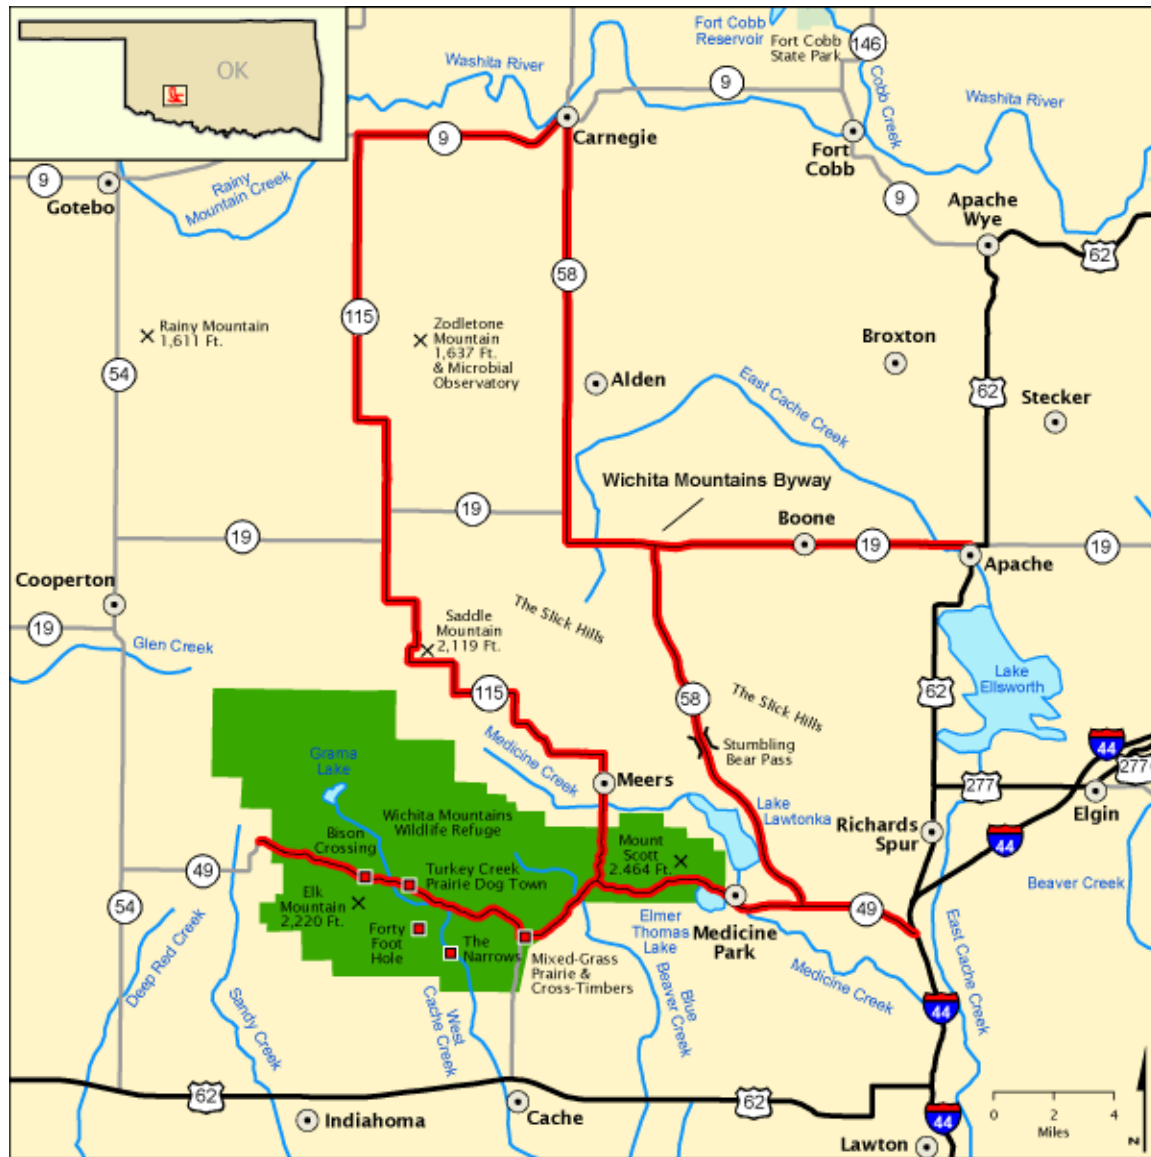 OK
Washita River
Fort Cobb
Reservoir
Fort Cobb
State Park
146
Cobb Creek
Washita River
9
9
Carnegie
Fort
Cobb
9
Gotebo
Rainy
Mountain Creek
9
Apache
Wye
62
58
115
Rainy Mountain
1,611 Ft.
Zodletone
Mountain
1,637 Ft.
& Microbial
Observatory
54
Alden
Broxton
62
Stecker
East Cache Creek
Wichita Mountains Byway
19
19
Boone
19
19
Apache
Cooperton
19
Glen Creek
Saddle
Mountain
2,119 Ft.
The Slick Hills
115
58
The Slick Hills
62
Lake
Ellsworth
Stumbling
Bear Pass
44
277
277
Elgin
Medicine Creek
Meers
Grama
Lake
Lake
Lawtonka
Wichita Mountains
Wildlife Refuge
Bison
Crossing
Mount
Scott
2.464 Ft.
Richards
Spur
44
49
Turkey Creek
Prairie Dog Town
Beaver Creek
54
Elk
Mountain
2,220 Ft.
Forty
Foot
Hole
The
Narrows
Mixed-Grass
Prairie &
Cross-Timbers
Elmer
Thomas
Lake
Medicine
Park
49
Deep Red Creek
Sandy Creek
West
Cache Creek
Blue
Beaver Creek
Medicine Creek
East Cache Creek
44
62
Indiahoma
Cache
62
44
Lawton
0 2 4
Miles
N